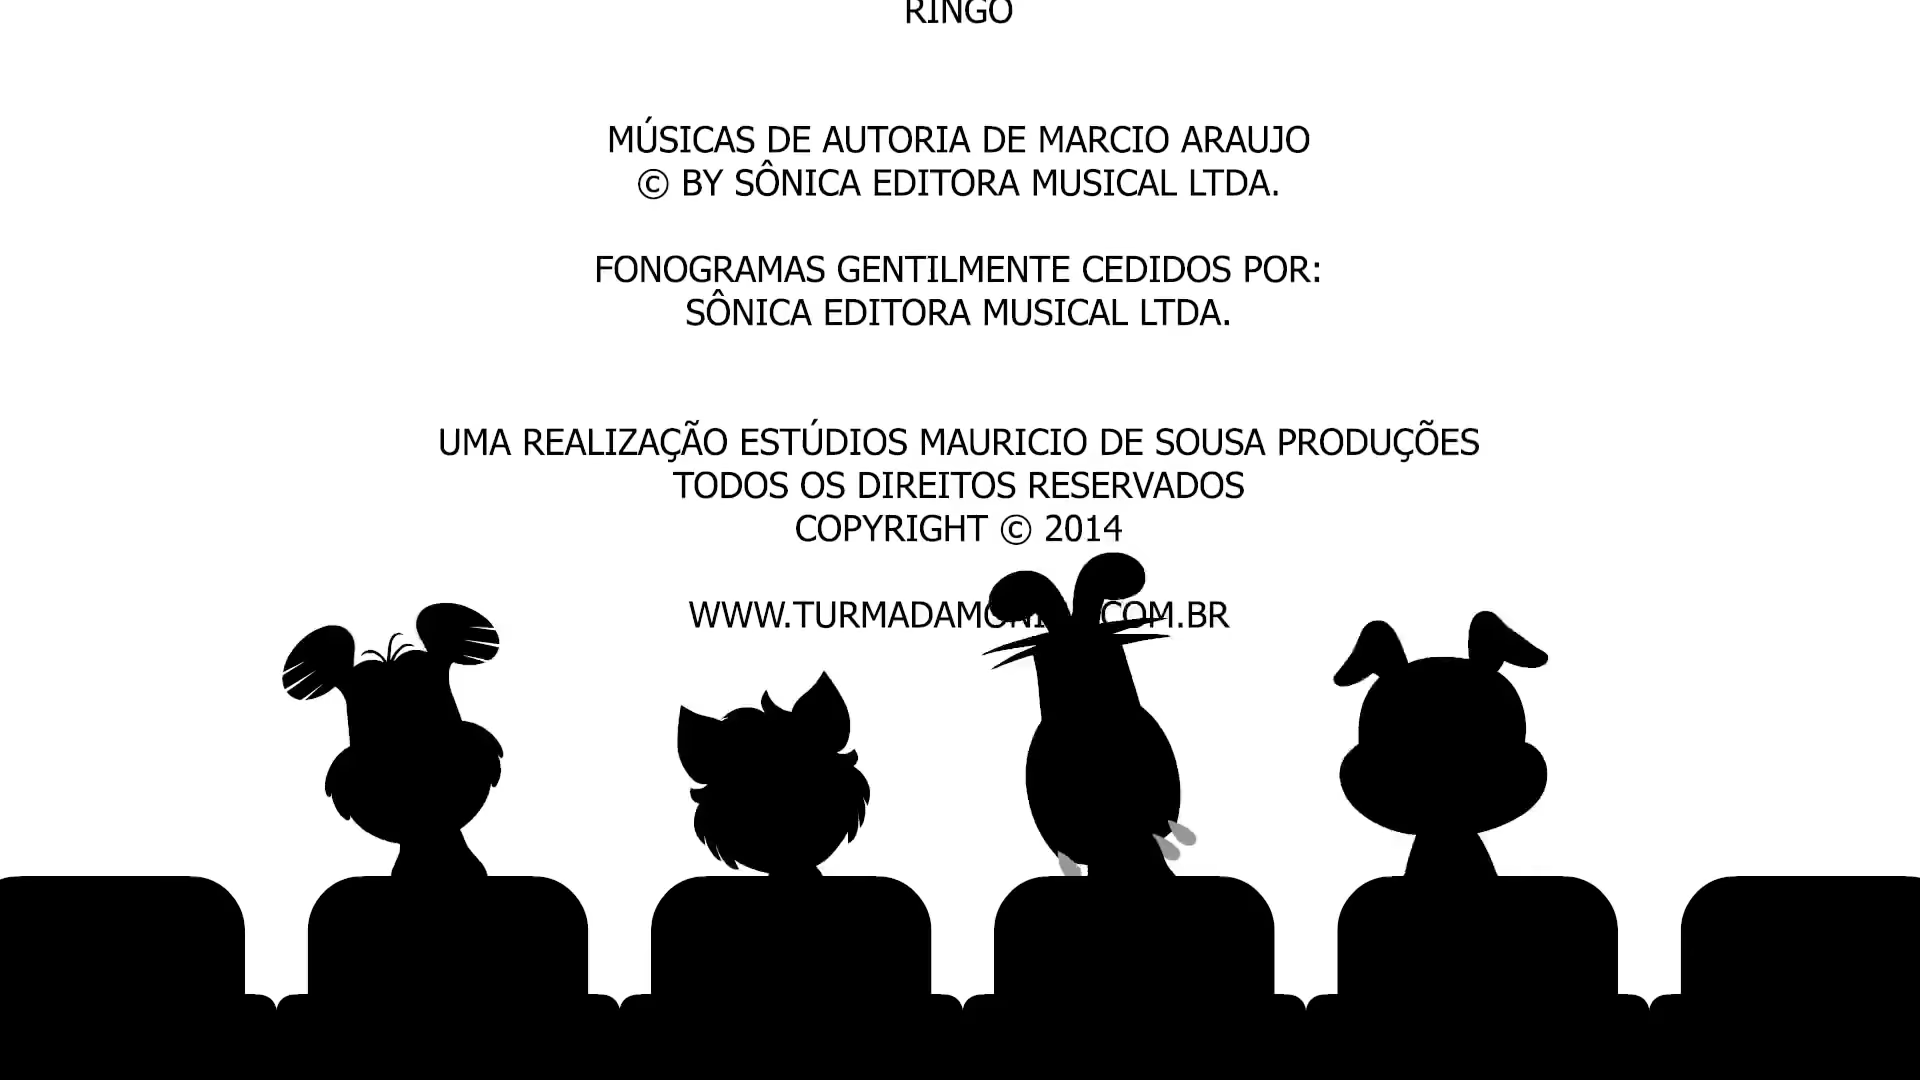 RINGO
MÚSICAS DE AUTORIA DE MARCIO ARAUJO
© BY SÔNICA EDITORA MUSICAL LTDA.
FONOGRAMAS GENTILMENTE CEDIDOS POR:
SÔNICA EDITORA MUSICAL LTDA.
UMA REALIZAÇÃO ESTÚDIOS MAURICIO DE SOUSA PRODUÇÕES
TODOS OS DIREITOS RESERVADOS
COPYRIGHT © 2014